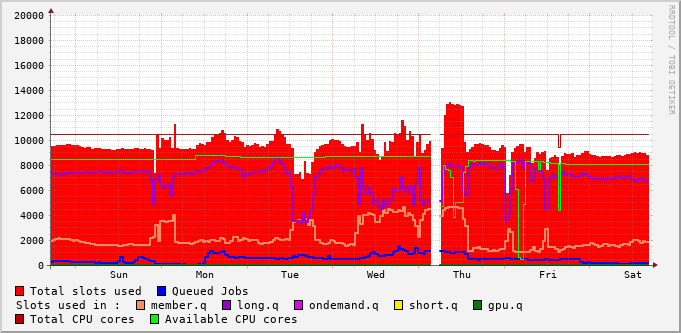 RRDTOOL / TOBI OETIKER
20000
18000
16000
14000
12000
10000
8000
6000
4000
2000
0
Sun Mon Tue Wed Thu Fri Sat
Total slots used Queued Jobs
Slots used in : member.q long.q ondemand.q short.q gpu.q
Total CPU cores Available CPU cores